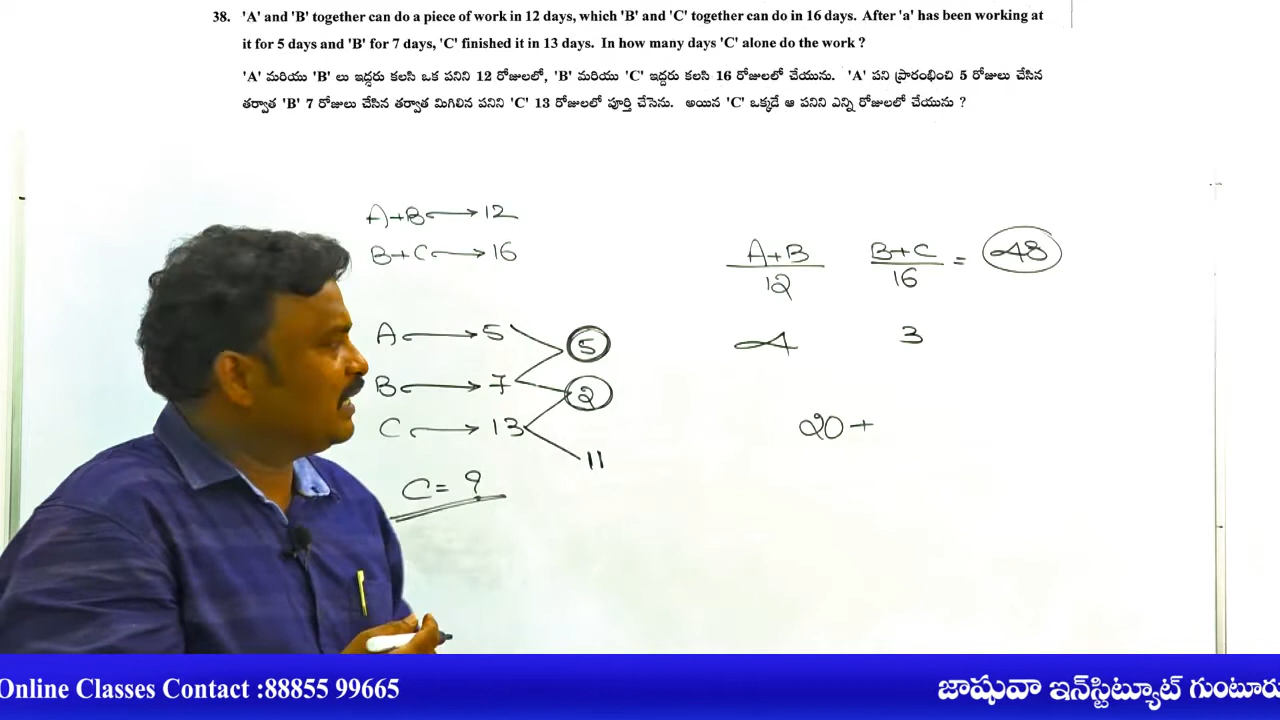 38. 'A' and 'B' together can do a piece of work in 12 days, which 'B' and 'C' together can do in 16 days. After 'a' has been working at
it for 5 days and 'B' for 7 days, 'C' finished it in 13 days. In how many days 'C' alone do the work ?
'A' మరియు 'B' లు ఇద్దరు కలసి ఒక పనిని 12 రోజులలో, 'B' మరియు 'C' ఇద్దరు కలసి 16 రోజులలో చేయును. 'A' పని ప్రారంభించి 5 రోజులు చేసిన
తర్వాత 'B' 7 రోజులు చేసిన తర్వాత మిగిలిన పనిని 'C' 13 రోజులలో పూర్తి చేసెను. అయిన 'C' ఒక్కడే ఆ పనిని ఎన్ని రోజులలో చేయును ?
A+B → 12
B+C → 16
A → 5 5
B → 7 2
C → 13 11
C = ?
A+B B+C = 48
12 16
4 3
20 +
Online Classes Contact :88855 99665
జాషువా ఇన్‌స్టిట్యూట్ గుంటూరు